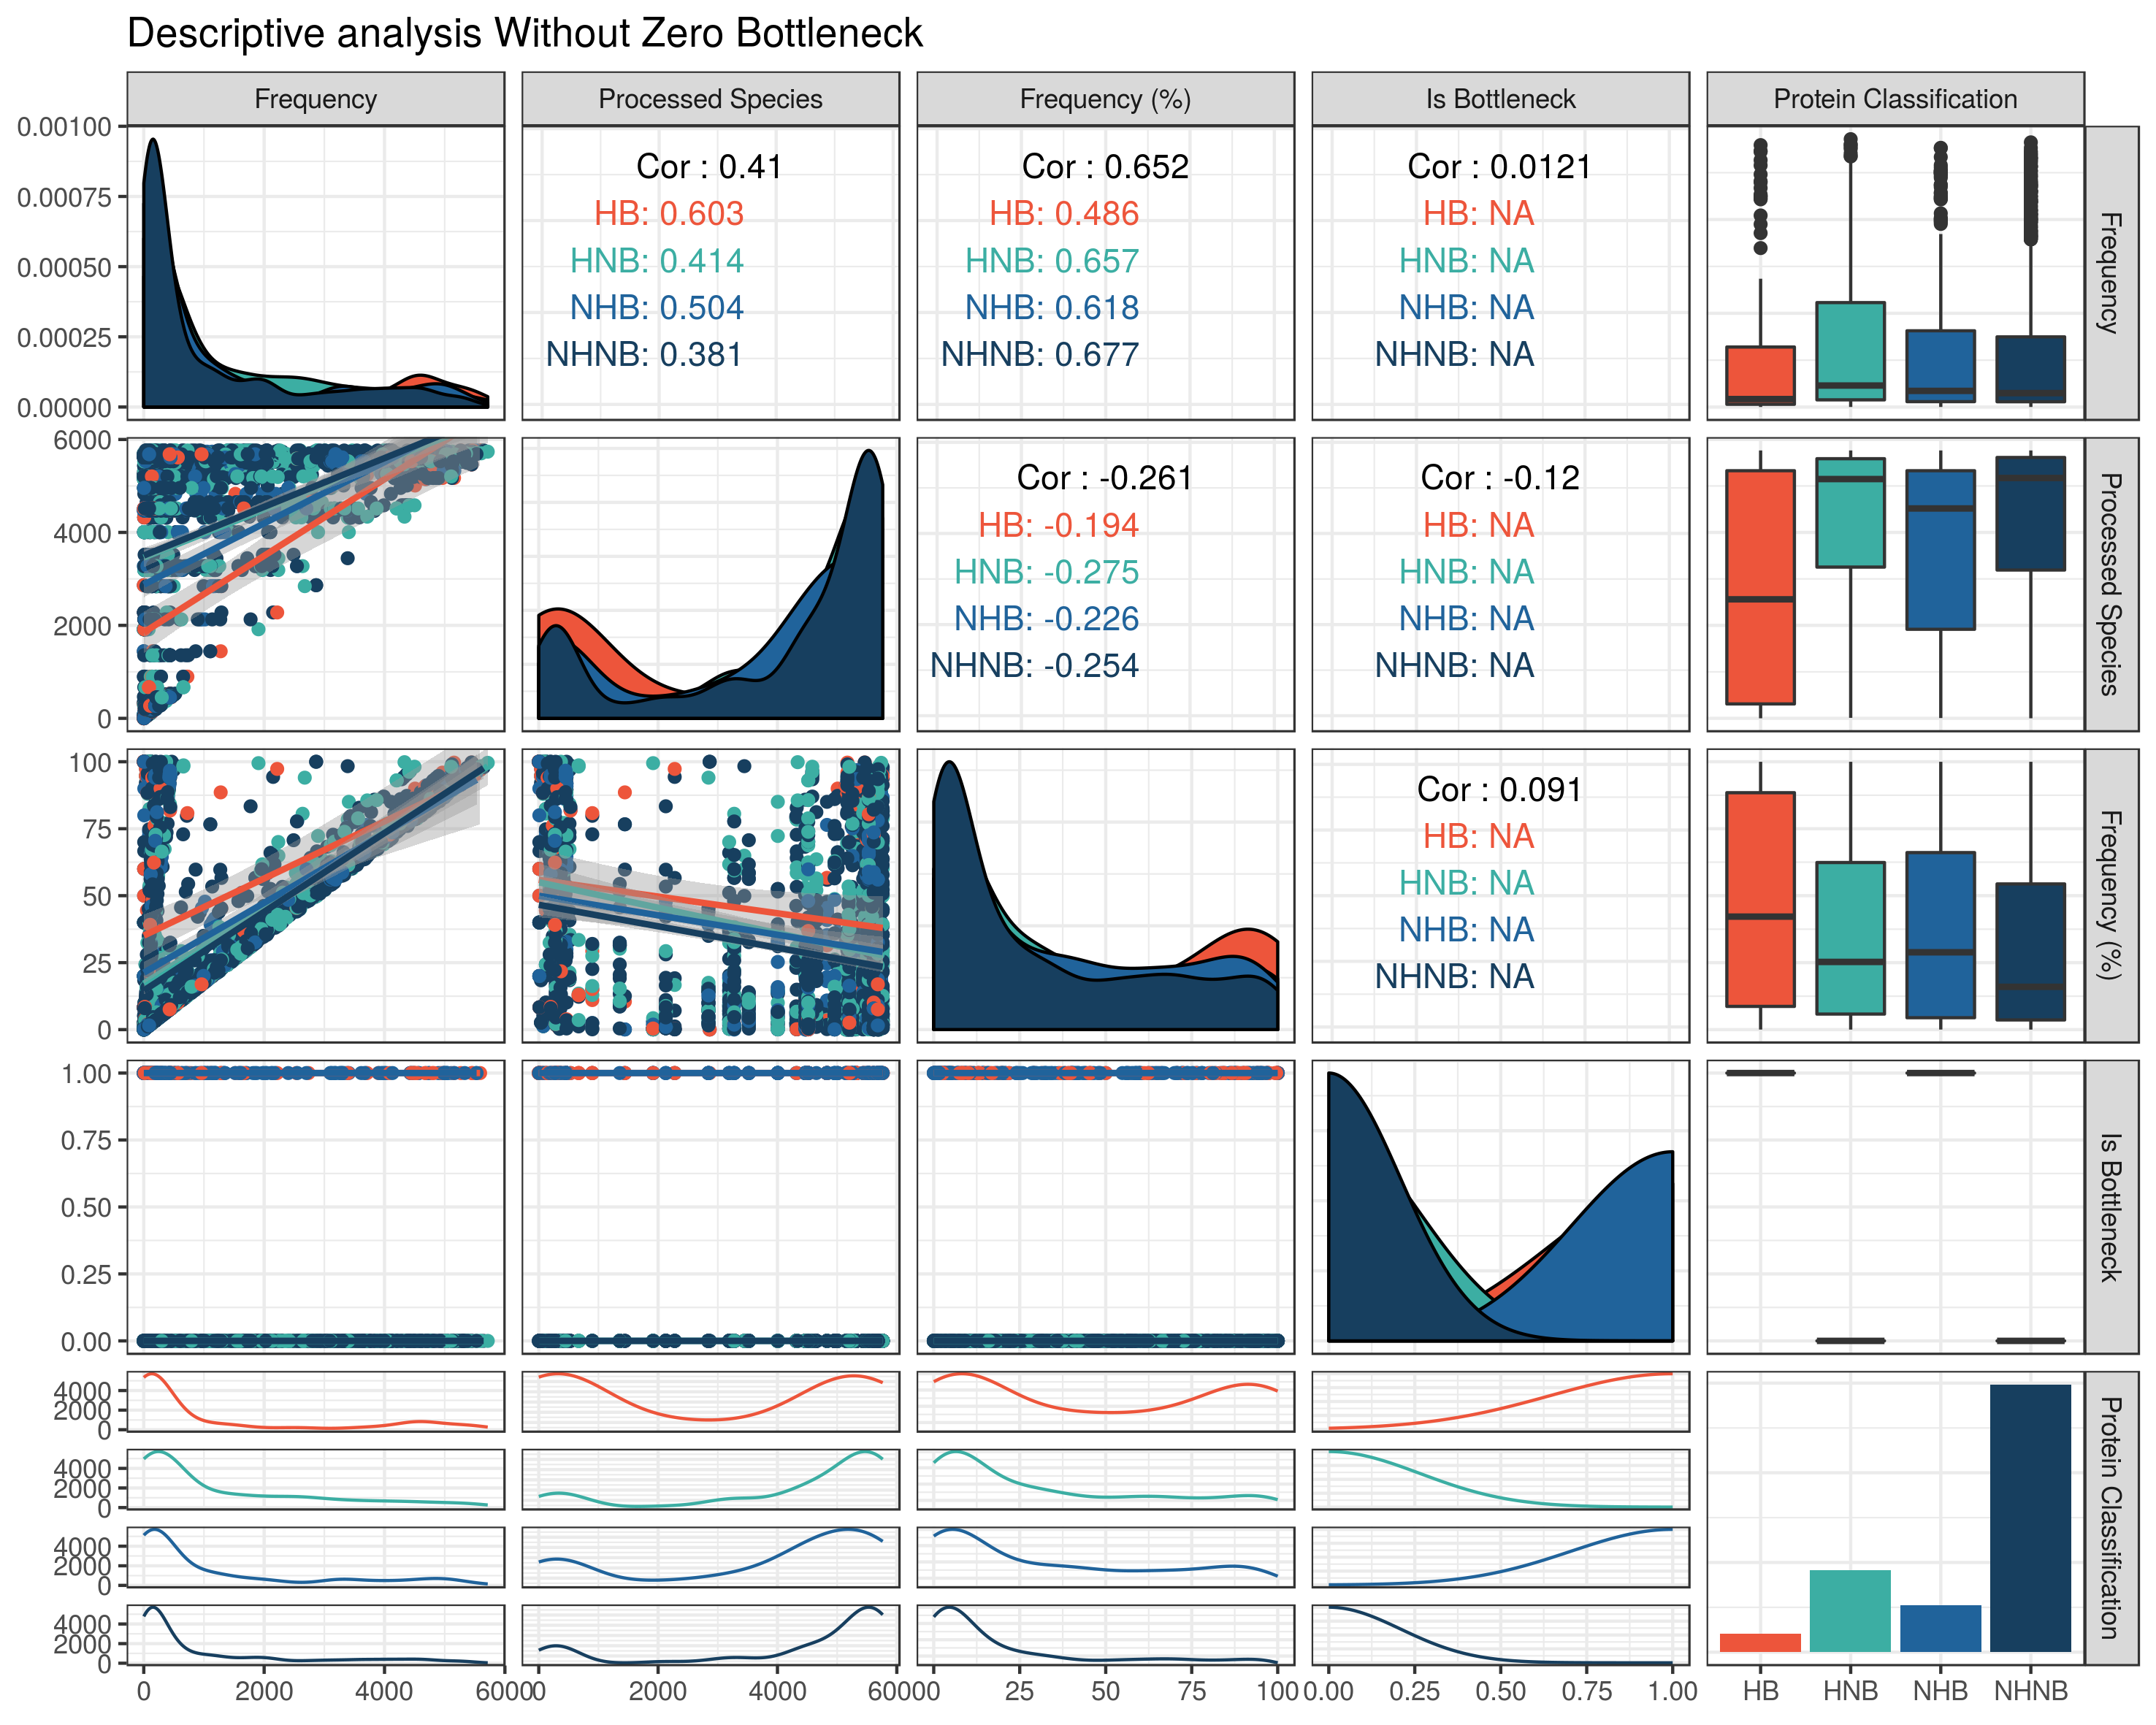 Descriptive analysis Without Zero Bottleneck
Frequency
Processed Species
Frequency (%)
Is Bottleneck
Protein Classification
0.00100
0.00075
0.00050
0.00025
0.00000
Cor : 0.41
HB: 0.603
HNB: 0.414
NHB: 0.504
NHNB: 0.381
Cor : 0.652
HB: 0.486
HNB: 0.657
NHB: 0.618
NHNB: 0.677
Cor : 0.0121
HB: NA
HNB: NA
NHB: NA
NHNB: NA
Frequency
6000
4000
2000
0
Cor : -0.261
HB: -0.194
HNB: -0.275
NHB: -0.226
NHNB: -0.254
Cor : -0.12
HB: NA
HNB: NA
NHB: NA
NHNB: NA
Processed Species
100
75
50
25
0
Cor : 0.091
HB: NA
HNB: NA
NHB: NA
NHNB: NA
Frequency (%)
1.00
0.75
0.50
0.25
0.00
Is Bottleneck
4000
2000
0
4000
2000
0
4000
2000
0
4000
2000
0
Protein Classification
0 2000 4000 6000
0 2000 4000 6000
0 25 50 75 100
0.00 0.25 0.50 0.75 1.00
HB HNB NHB NHNB